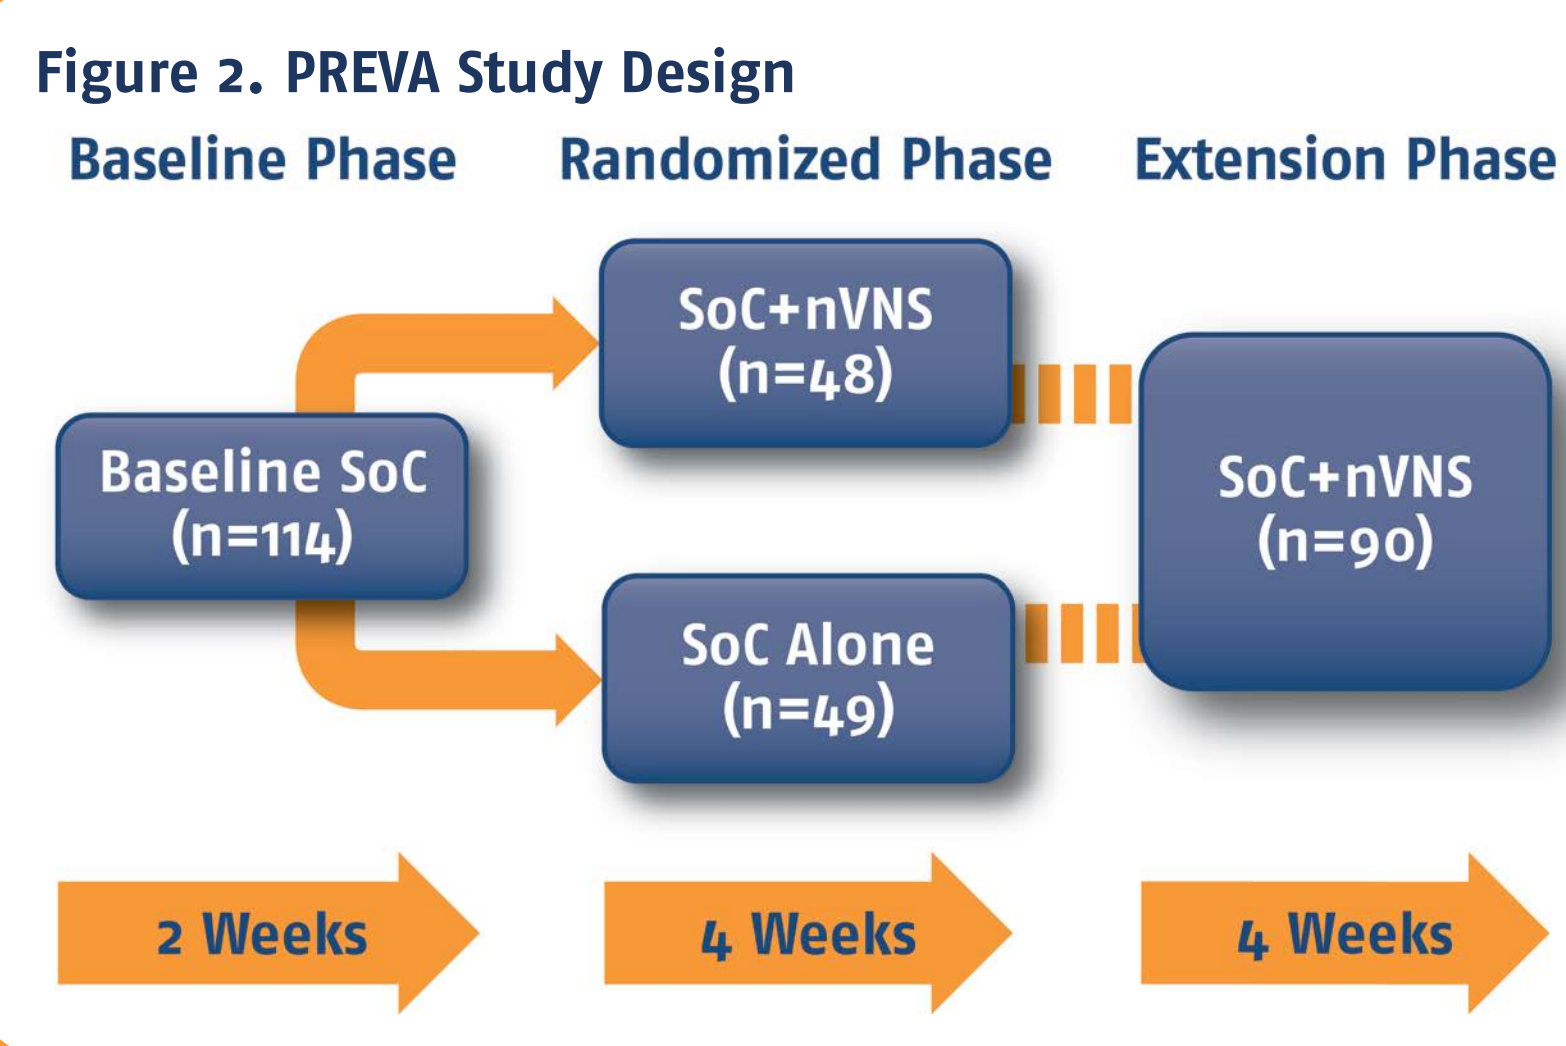 Figure 2. PREVA Study Design
Baseline Phase
Randomized Phase
Extension Phase
SoC+nVNS
(n=48)
Baseline SoC
(n=114)
SoC+nVNS
(n=90)
SoC Alone
(n=49)
2 Weeks
4 Weeks
4 Weeks